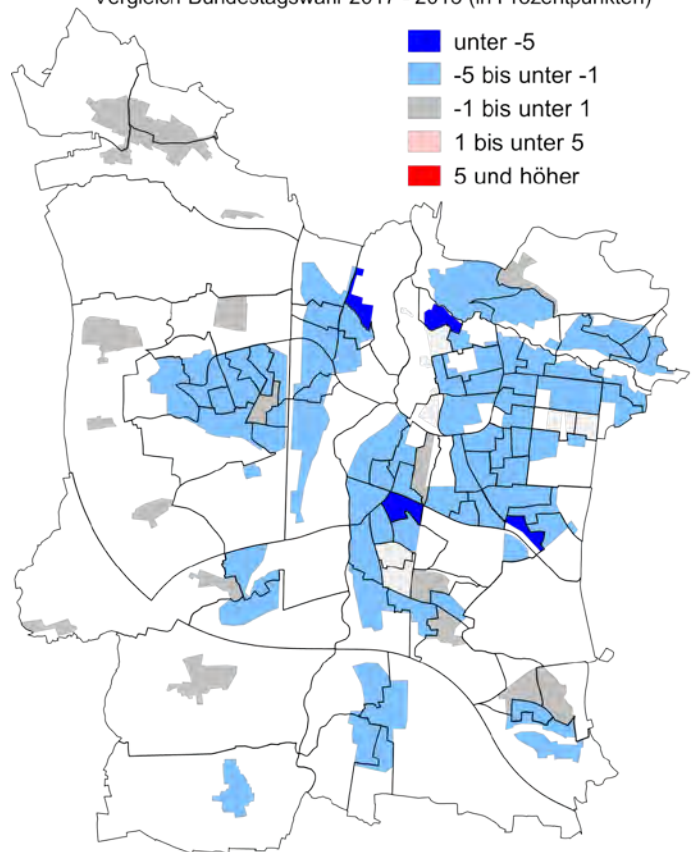 Vergleich Bundestagswahl 2017 - 2013 (in Prozentpunkten)
unter -5
-5 bis unter -1
-1 bis unter 1
1 bis unter 5
5 und höher